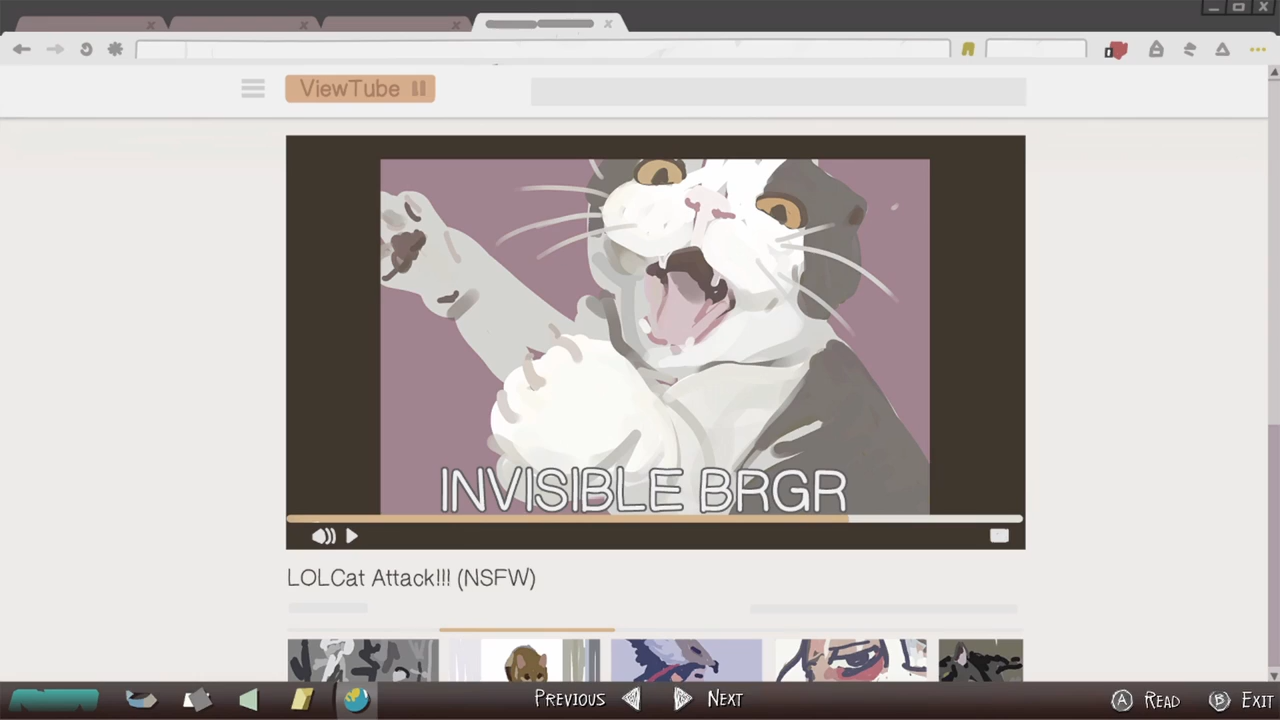 ViewTube
INVISIBLE BRGR
LOLCat Attack!!! (NSFW)
Previous Next
A Read B Exit